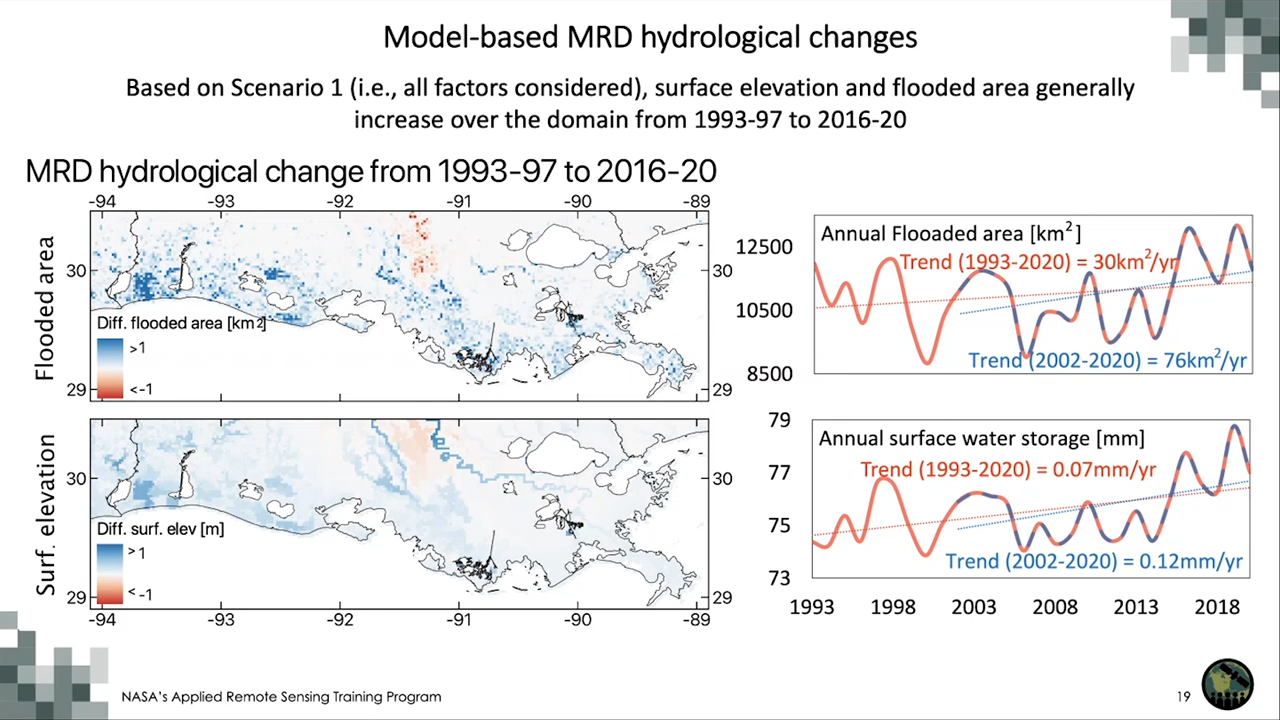 Model-based MRD hydrological changes
Based on Scenario 1 (i.e., all factors considered), surface elevation and flooded area generally
increase over the domain from 1993-97 to 2016-20
MRD hydrological change from 1993-97 to 2016-20
-94 -93 -92 -91 -90 -89
Flooded area
30 30
Diff. flooded area [km2]
>1
<-1
29 29
Surf. elevation
30 30
Diff. surf. elev [m]
> 1
< -1
29 29
-94 -93 -92 -91 -90 -89
Annual Flooaded area [km²]
Trend (1993-2020) = 30km²/yr
12500
10500
Trend (2002-2020) = 76km²/yr
8500
79
Annual surface water storage [mm]
Trend (1993-2020) = 0.07mm/yr
77
75
Trend (2002-2020) = 0.12mm/yr
73
1993 1998 2003 2008 2013 2018
NASA's Applied Remote Sensing Training Program
19